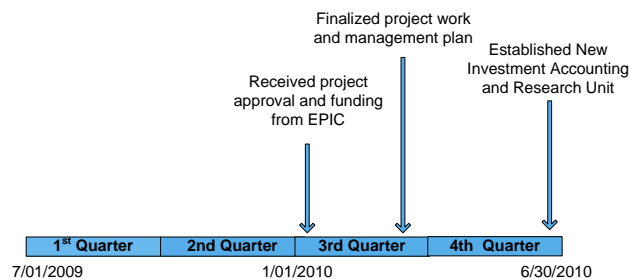 Finalized project work
and management plan
Established New
Investment Accounting
and Research Unit
Received project
approval and funding
from EPIC
1st Quarter
2nd Quarter
3rd Quarter
4th Quarter
7/01/2009
1/01/2010
6/30/2010